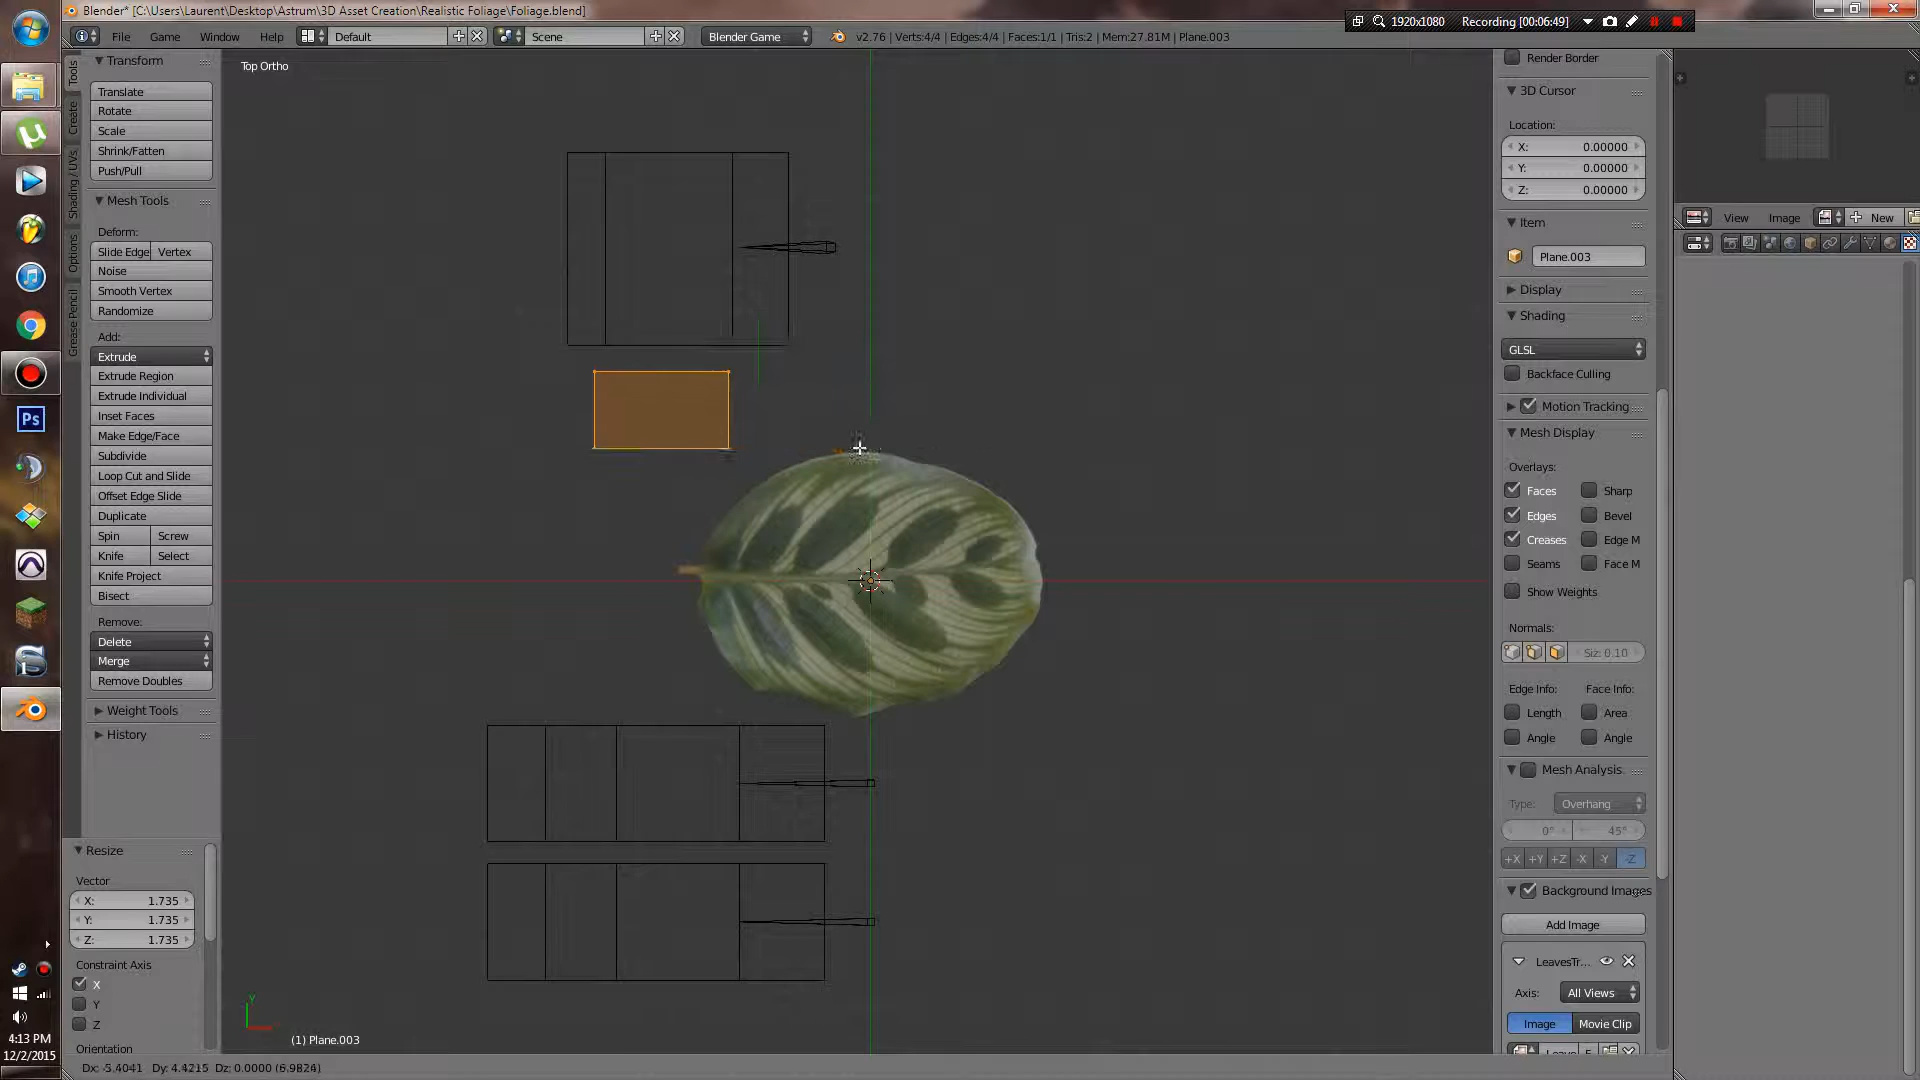 Blender* [C:\Users\Laurent\Desktop\Astrum\3D Asset Creation\Realistic Foliage\Foliage.blend]
1920x1080 Recording [00:06:49]
File Game Window Help Default Scene Blender Game v2.76 | Verts:4/4 | Edges:4/4 | Faces:1/1 | Tris:2 | Mem:27.81M | Plane.003
Tools
Create
Shading / UVs
Options
Grease Pencil
Transform
Translate
Rotate
Scale
Shrink/Fatten
Push/Pull
Mesh Tools
Deform:
Slide Edge Vertex
Noise
Smooth Vertex
Randomize
Add:
Extrude
Extrude Region
Extrude Individual
Inset Faces
Make Edge/Face
Subdivide
Loop Cut and Slide
Offset Edge Slide
Duplicate
Spin Screw
Knife Select
Knife Project
Bisect
Remove:
Delete
Merge
Remove Doubles
Weight Tools
History
Resize
Vector
X: 1.735
Y: 1.735
Z: 1.735
Constraint Axis
X
Y
Z
Orientation
Ps
4:13 PM
12/2/2015
Top Ortho
Y
(1) Plane.003
Dx: -5.4041 Dy: 4.4215 Dz: 0.0000 (6.9824)
Render Border
3D Cursor
Location:
X: 0.00000
Y: 0.00000
Z: 0.00000
Item
Plane.003
Display
Shading
GLSL
Backface Culling
Motion Tracking
Mesh Display
Overlays:
Faces Sharp
Edges Bevel
Creases Edge M
Seams Face M
Show Weights
Normals:
Siz: 0.10
Edge Info: Face Info:
Length Area
Angle Angle
Mesh Analysis
Type: Overhang
0° 45°
+X +Y +Z -X -Y -Z
Background Images
Add Image
LeavesTr...
Axis: All Views
Image Movie Clip
View Image New